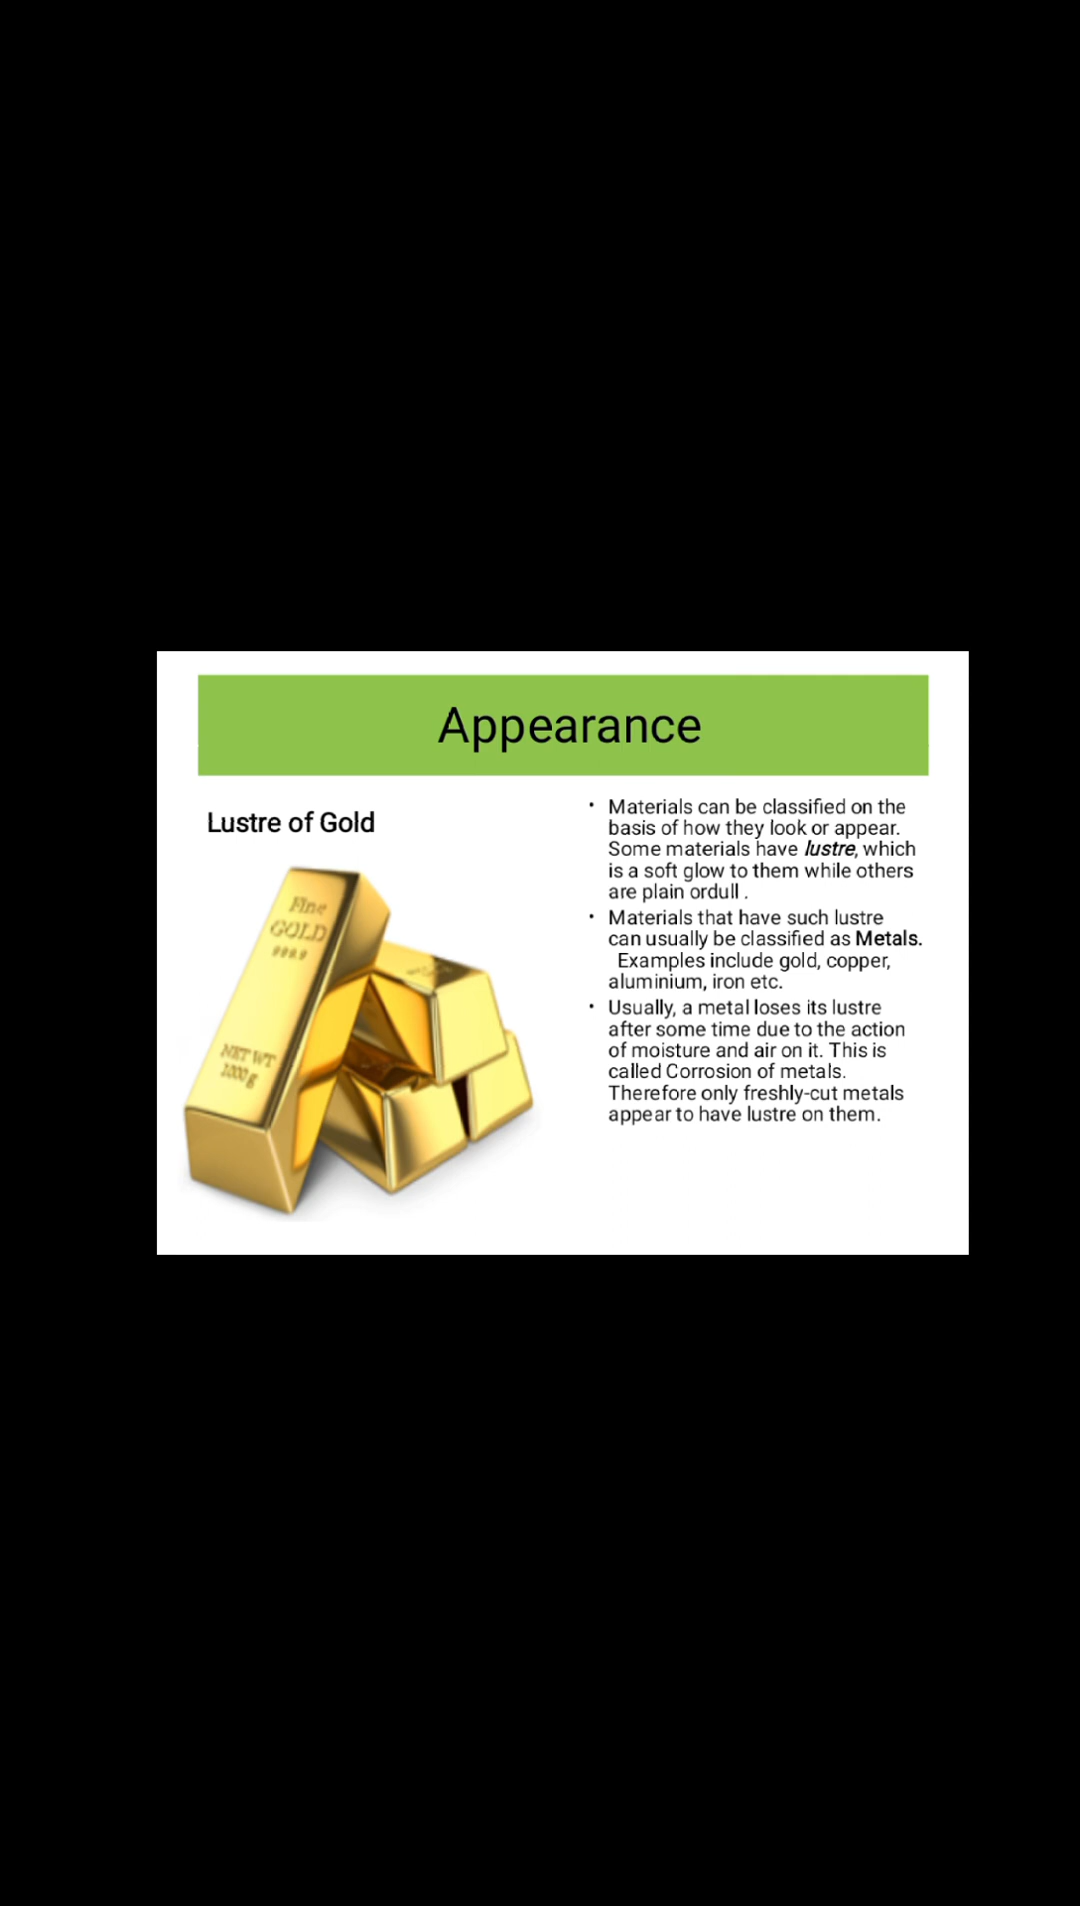 Appearance
Lustre of Gold
Fine
GOLD
999.9
NET WT
1000 g
• Materials can be classified on the
basis of how they look or appear.
Some materials have lustre, which
is a soft glow to them while others
are plain ordull .
• Materials that have such lustre
can usually be classified as Metals.
Examples include gold, copper,
aluminium, iron etc.
• Usually, a metal loses its lustre
after some time due to the action
of moisture and air on it. This is
called Corrosion of metals.
Therefore only freshly-cut metals
appear to have lustre on them.